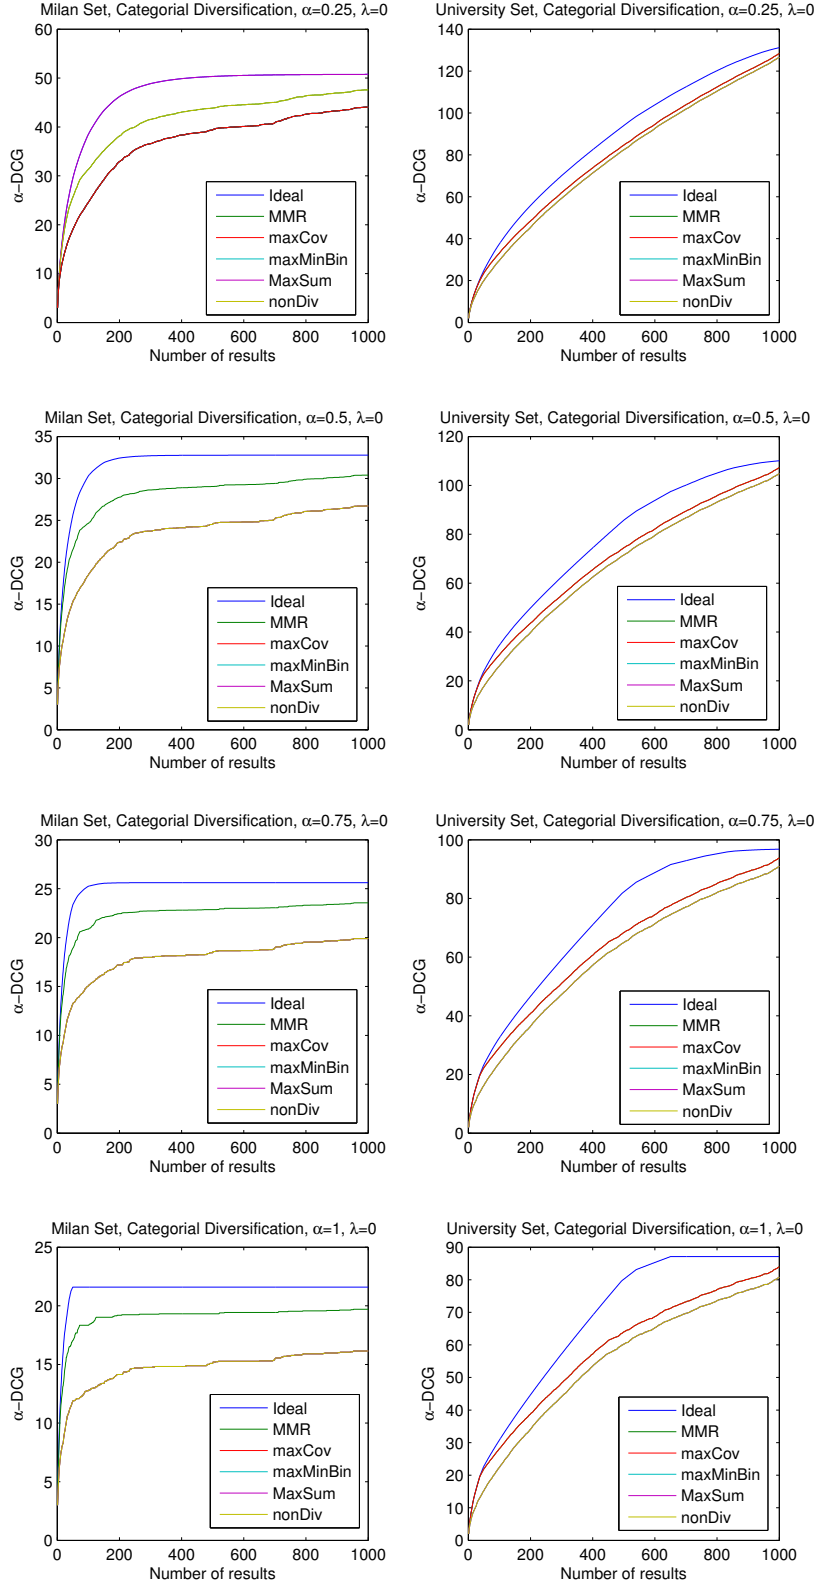 Milan Set, Categorial Diversification, α=0.25, λ=0
60
50
40
30
20
10
0
α−DCG
Ideal
MMR
maxCov
maxMinBin
MaxSum
nonDiv
0 200 400 600 800 1000
Number of results
University Set, Categorial Diversification, α=0.25, λ=0
140
120
100
80
60
40
20
0
α−DCG
Ideal
MMR
maxCov
maxMinBin
MaxSum
nonDiv
0 200 400 600 800 1000
Number of results
Milan Set, Categorial Diversification, α=0.5, λ=0
35
30
25
20
15
10
5
0
α−DCG
Ideal
MMR
maxCov
maxMinBin
MaxSum
nonDiv
0 200 400 600 800 1000
Number of results
University Set, Categorial Diversification, α=0.5, λ=0
120
100
80
60
40
20
0
α−DCG
Ideal
MMR
maxCov
maxMinBin
MaxSum
nonDiv
0 200 400 600 800 1000
Number of results
Milan Set, Categorial Diversification, α=0.75, λ=0
30
25
20
15
10
5
0
α−DCG
Ideal
MMR
maxCov
maxMinBin
MaxSum
nonDiv
0 200 400 600 800 1000
Number of results
University Set, Categorial Diversification, α=0.75, λ=0
100
80
60
40
20
0
α−DCG
Ideal
MMR
maxCov
maxMinBin
MaxSum
nonDiv
0 200 400 600 800 1000
Number of results
Milan Set, Categorial Diversification, α=1, λ=0
25
20
15
10
5
0
α−DCG
Ideal
MMR
maxCov
maxMinBin
MaxSum
nonDiv
0 200 400 600 800 1000
Number of results
University Set, Categorial Diversification, α=1, λ=0
90
80
70
60
50
40
30
20
10
0
α−DCG
Ideal
MMR
maxCov
maxMinBin
MaxSum
nonDiv
0 200 400 600 800 1000
Number of results